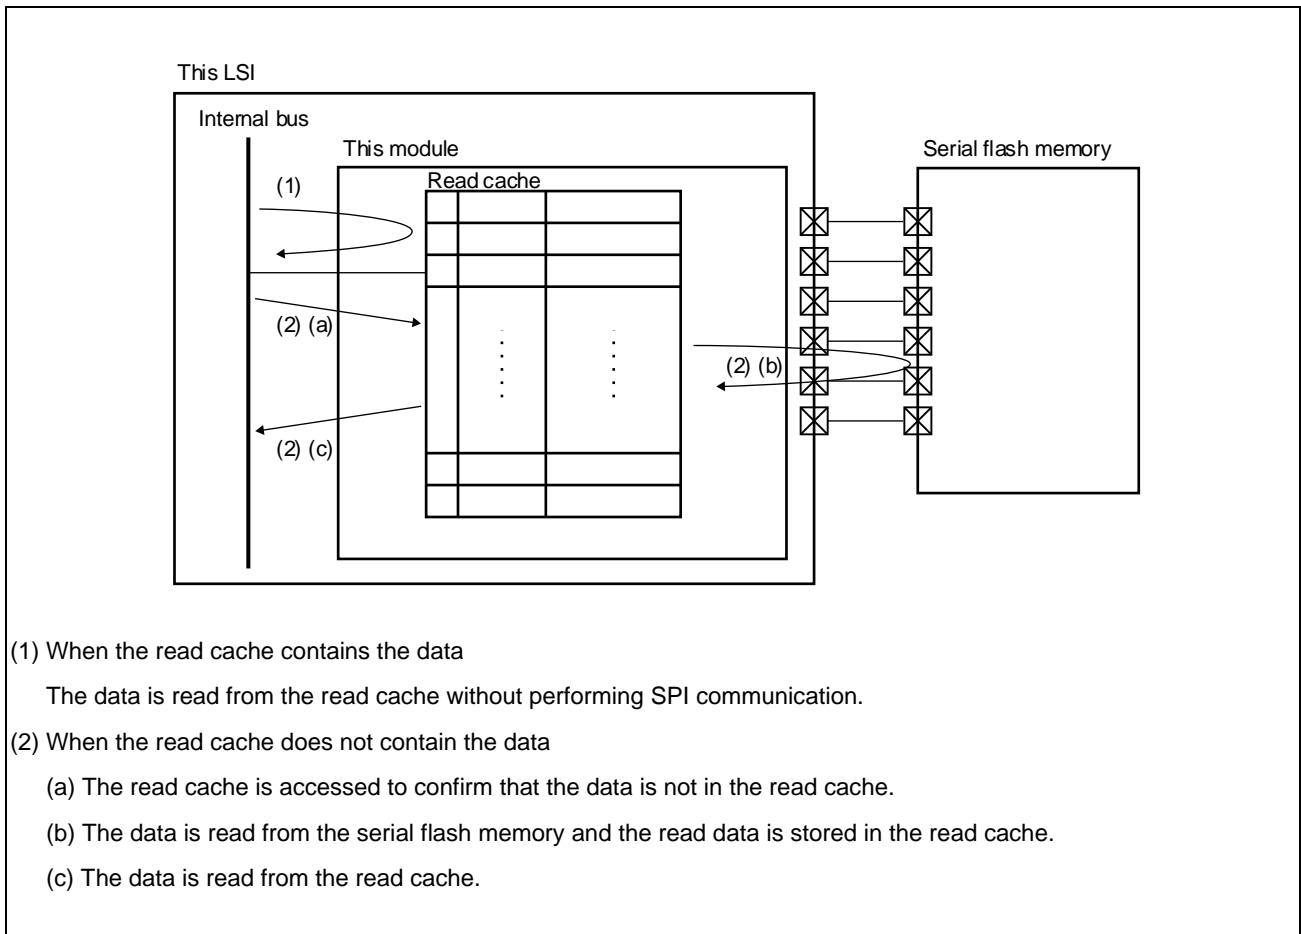 This LSI
Internal bus
This module
Serial flash memory
Read cache
(1)
(2) (a)
(2) (b)
(2) (c)
(1) When the read cache contains the data
The data is read from the read cache without performing SPI communication.
(2) When the read cache does not contain the data
(a) The read cache is accessed to confirm that the data is not in the read cache.
(b) The data is read from the serial flash memory and the read data is stored in the read cache.
(c) The data is read from the read cache.